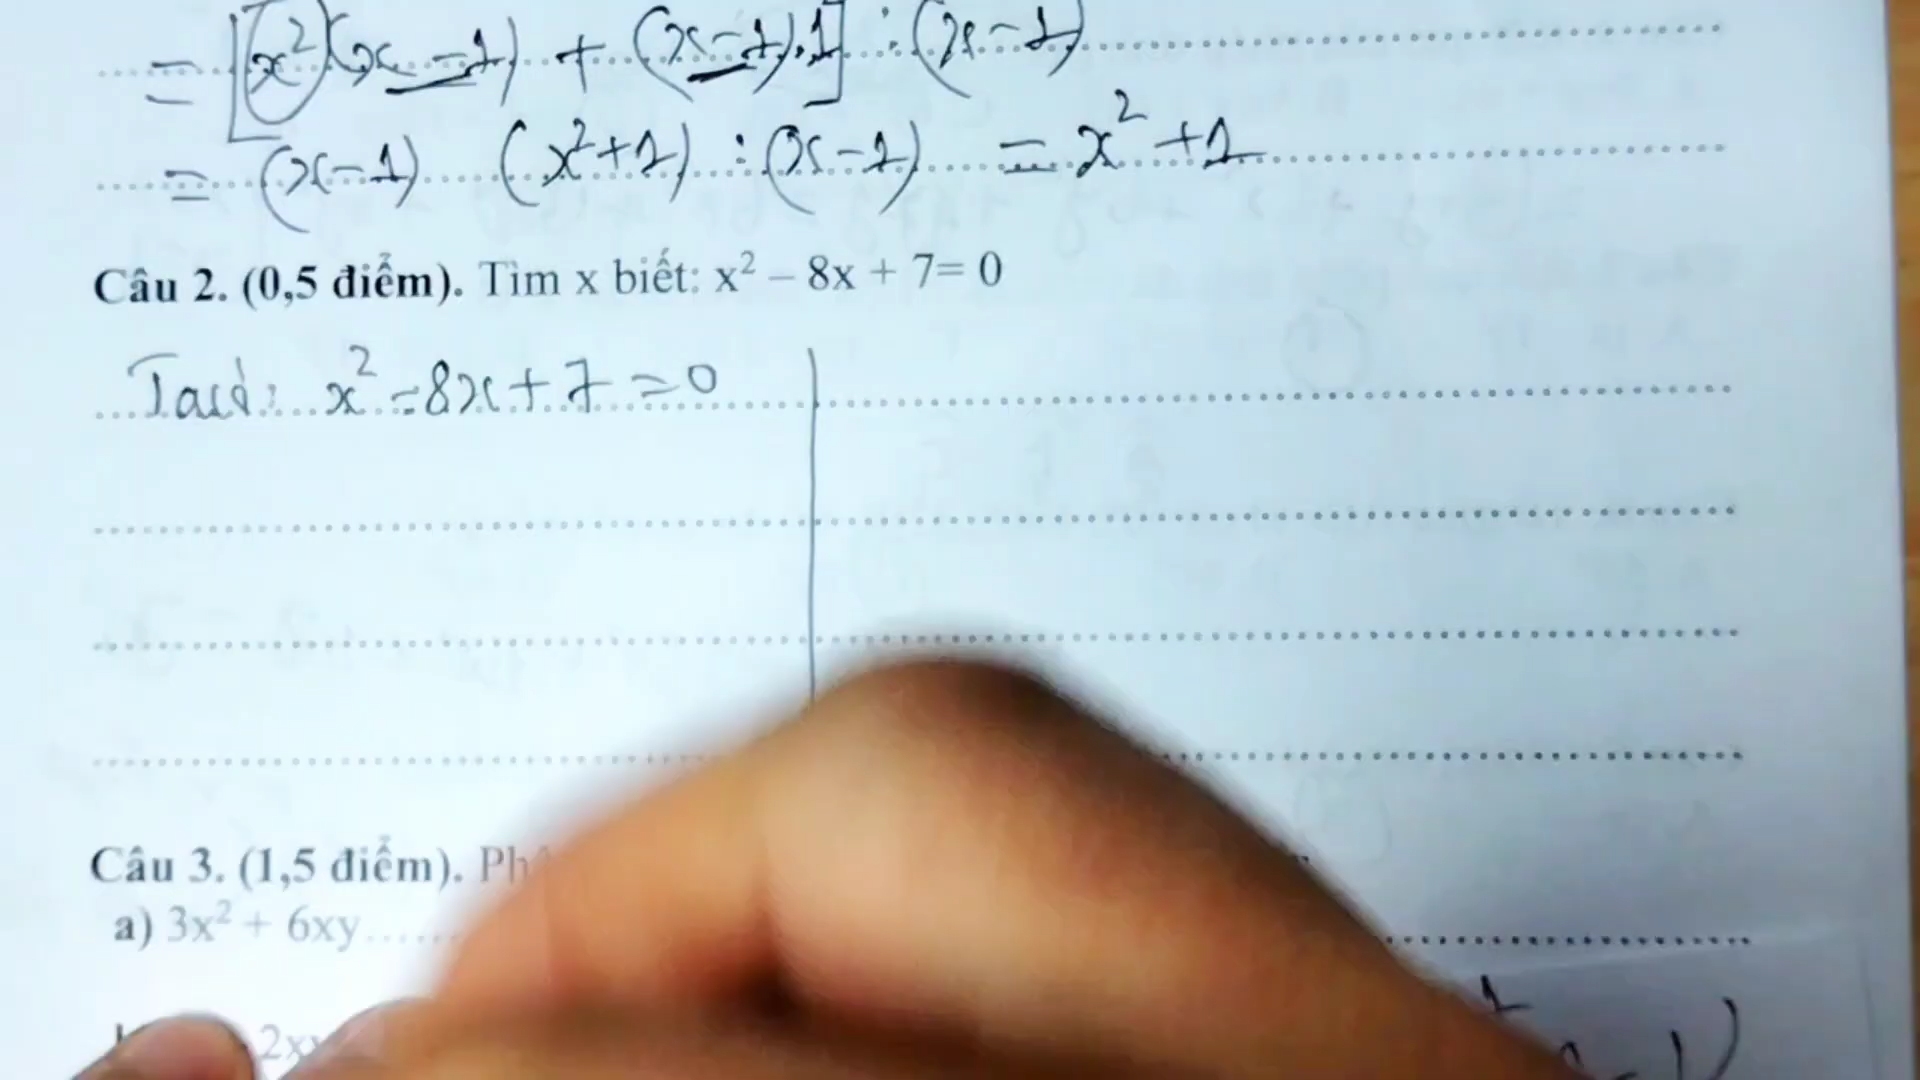 = [x²(x-1) + (x-1).1] : (x-1)
= (x-1) (x²+1) : (x-1) = x²+1
Câu 2. (0,5 điểm). Tìm x biết: x² – 8x + 7= 0
Ta có: x² - 8x + 7 = 0
Câu 3. (1,5 điểm).
a) 3x² + 6xy